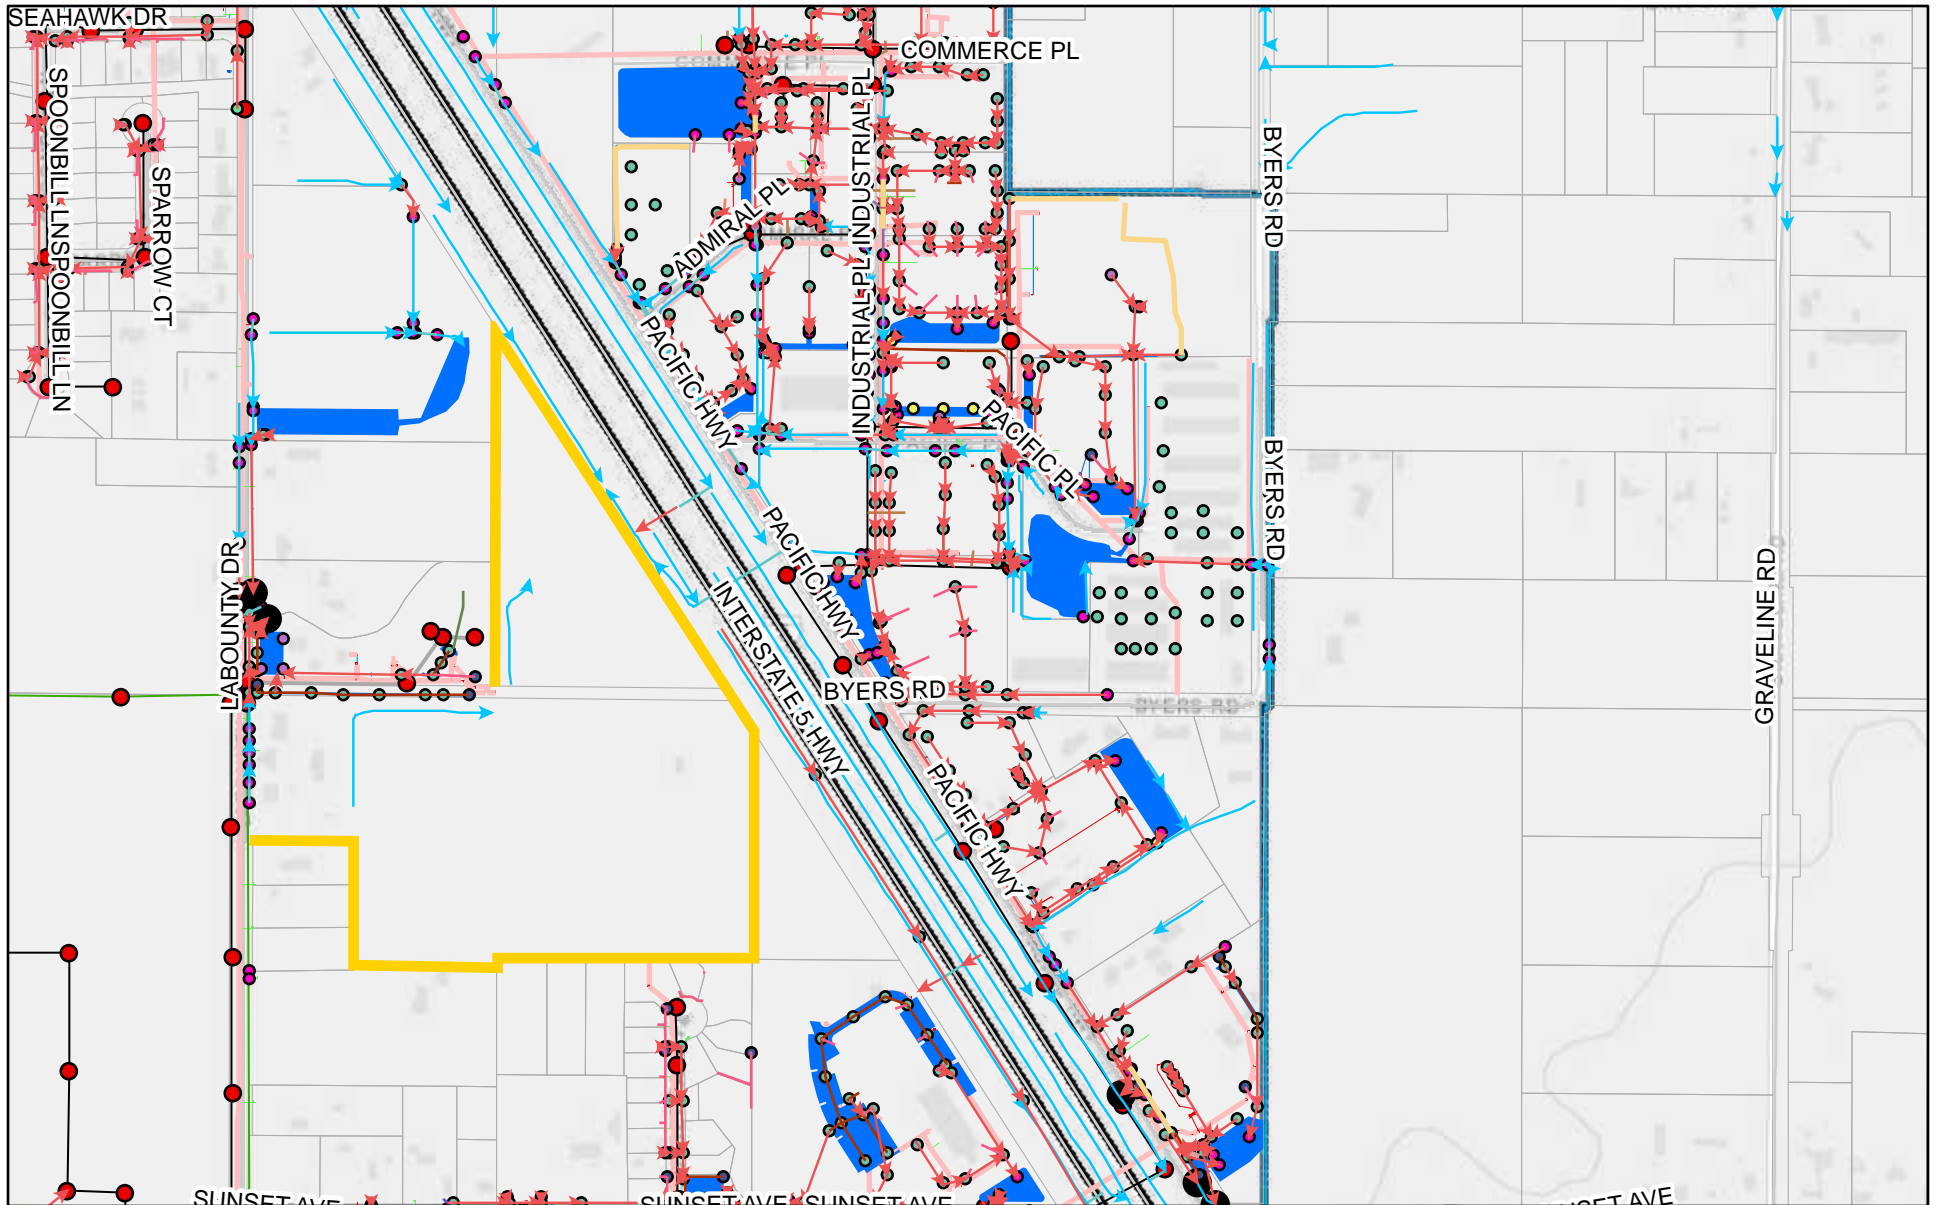 SEAHAWK DR
COMMERCE PL
SPOONBILL LN
SPOONBILL LN
SPARROW CT
ADMIRAL PL
INDUSTRIAL PL
INDUSTRIAL PL
BYERS RD
PACIFIC HWY
PACIFIC PL
BYERS RD
PACIFIC HWY
LABOUNTY DR
GRAVELINE RD
INTERSTATE 5 HWY
BYERS RD
BYERS RD
PACIFIC HWY
SUNSET AVE
SUNSET AVE
SUNSET AVE
NSET AVE